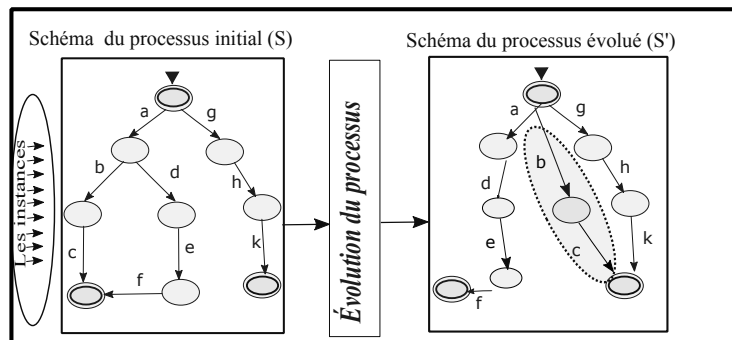 Schéma du processus initial (S)
Schéma du processus évolué (S')
Les instances
a
g
b
d
h
c
e
k
f
Évolution du processus
a
g
b
h
d
e
c
k
f